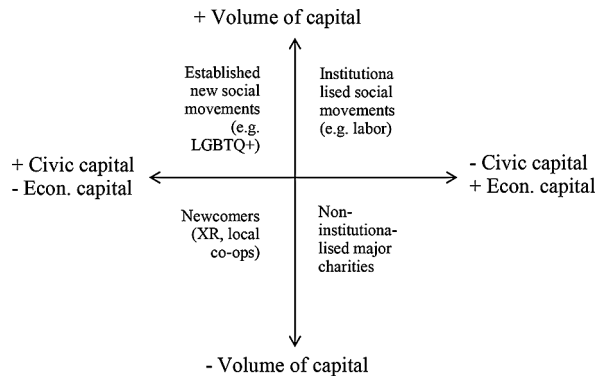 + Volume of capital
Established
new social
movements
(e.g.
LGBTQ+)
Institutiona
lised social
movements
(e.g. labor)
+ Civic capital
- Econ. capital
- Civic capital
+ Econ. capital
Newcomers
(XR, local
co-ops)
Non-
institutiona-
lised major
charities
- Volume of capital